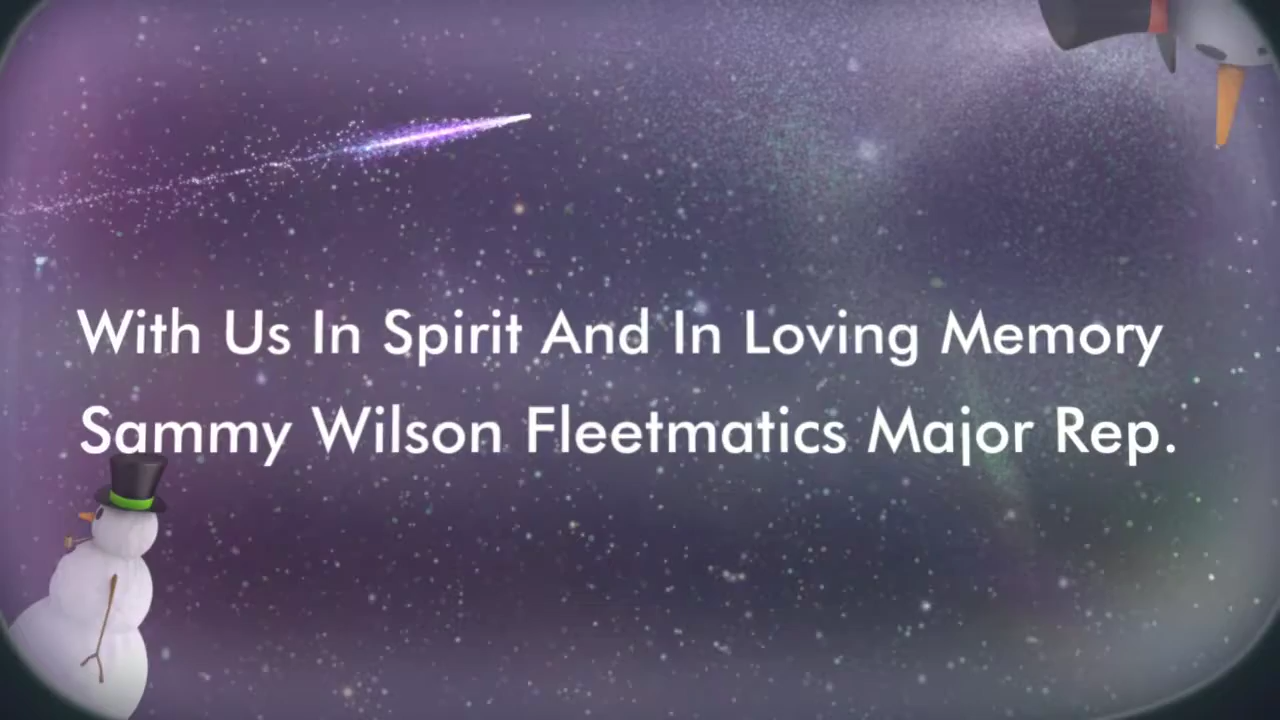 With Us In Spirit And In Loving Memory
Sammy Wilson Fleetmatics Major Rep.